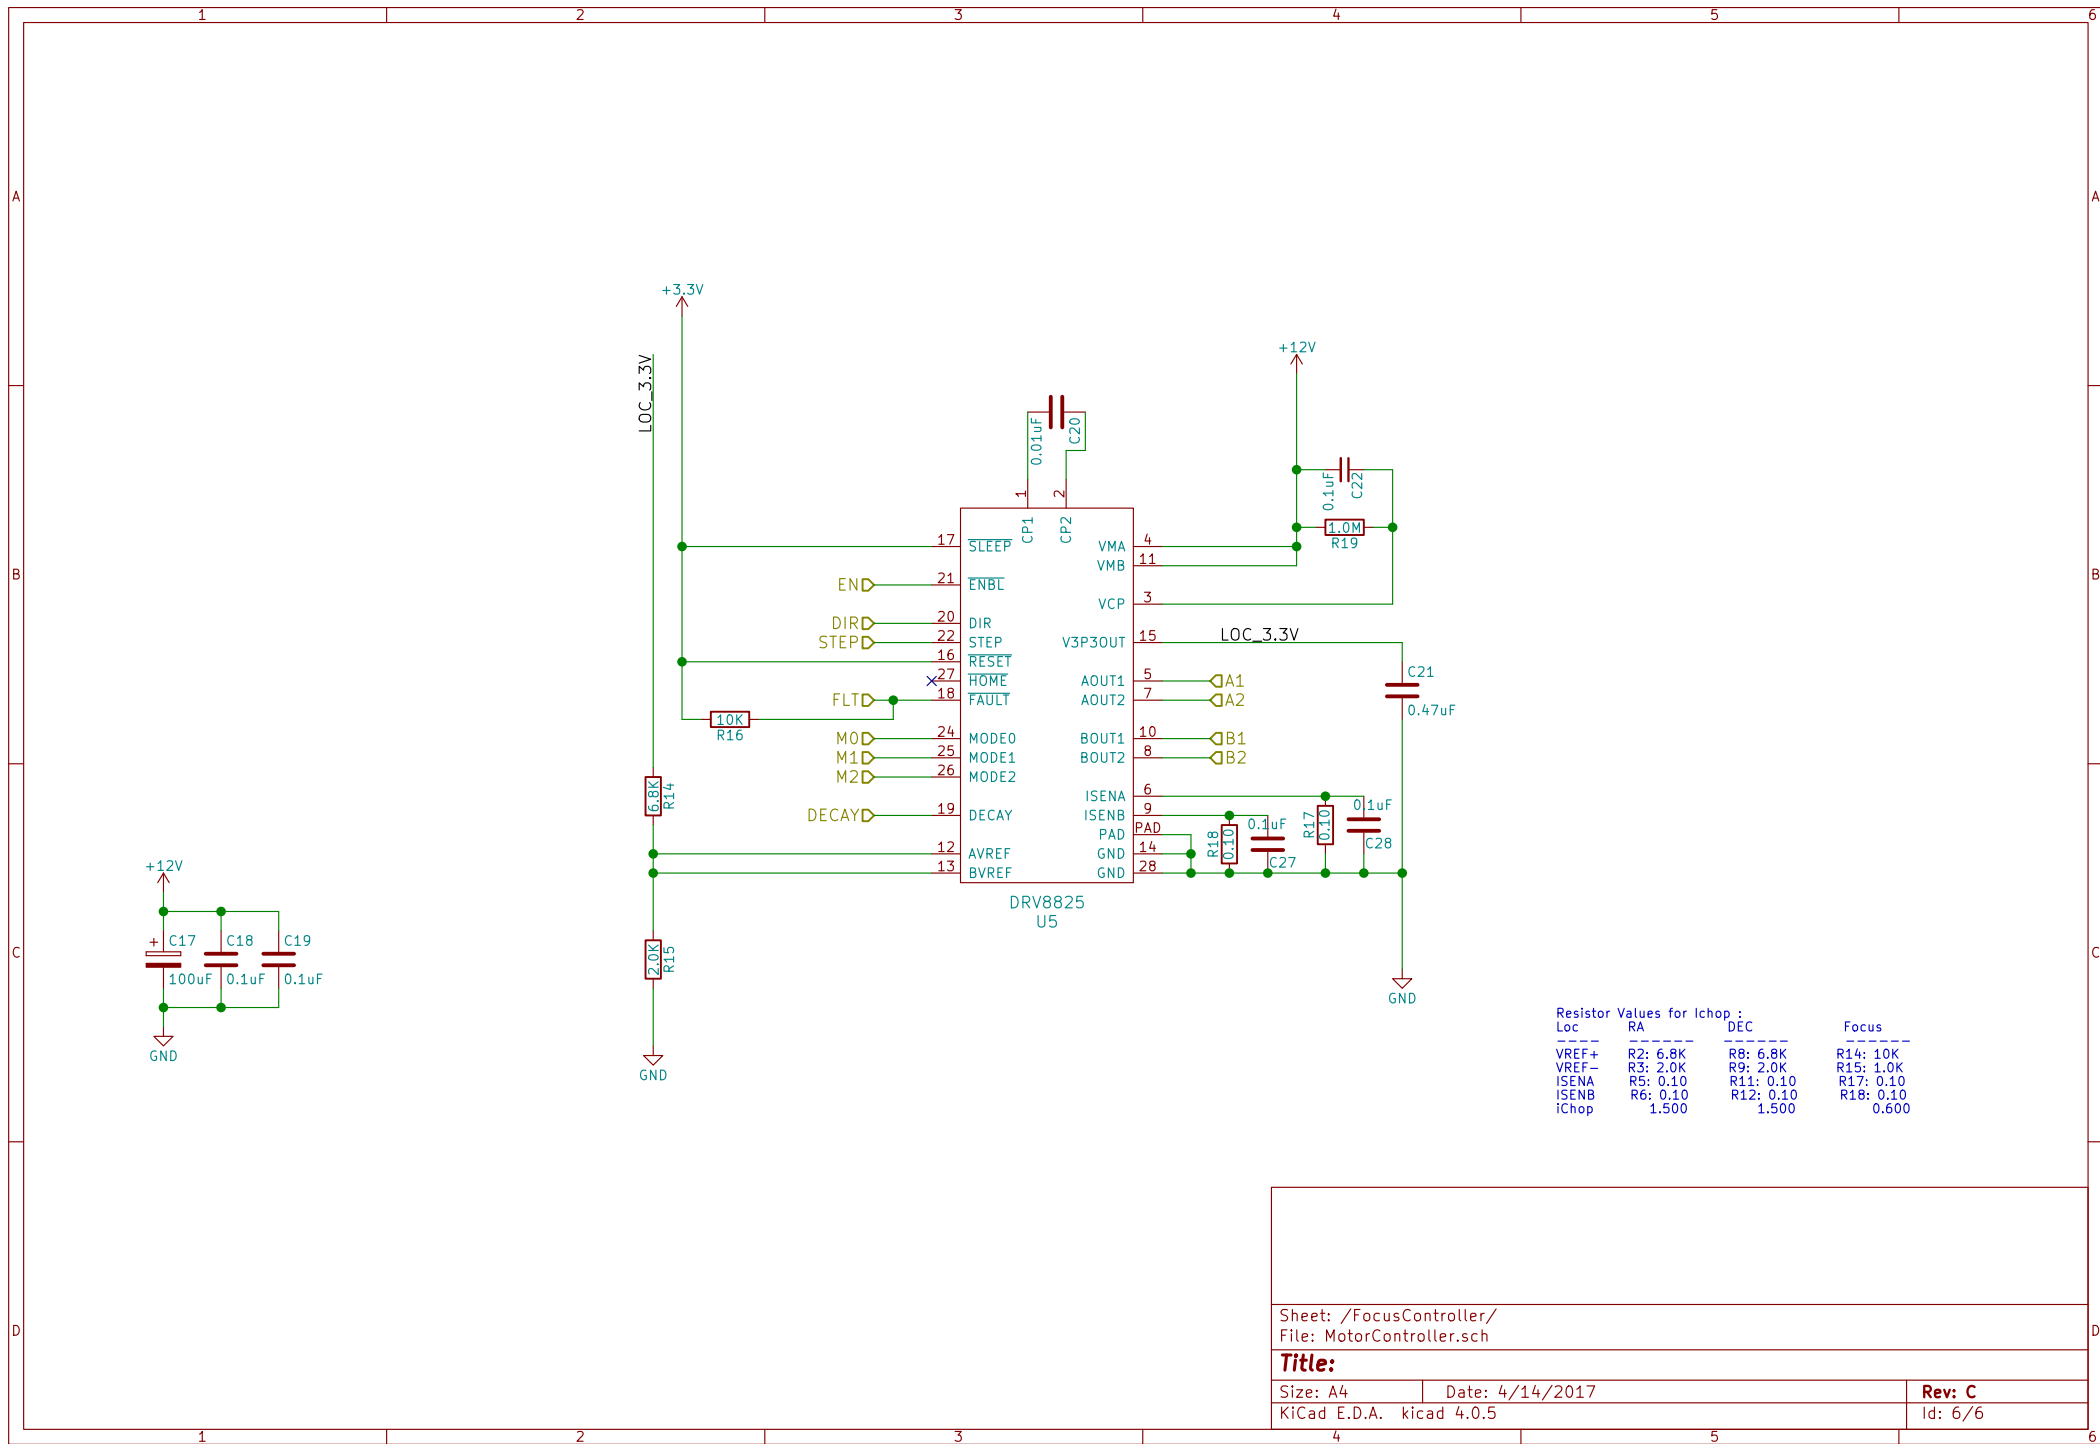 1 2 3 4 5 6
A A
B B
C C
D D
+3.3V
LOC_3.3V
+12V
0.01uF
C20
0.1uF
C22
1.0M
R19
1 CP1
2 CP2
17 SLEEP
21 ENBL
20 DIR
22 STEP
16 RESET
27 HOME
18 FAULT
24 MODE0
25 MODE1
26 MODE2
19 DECAY
12 AVREF
13 BVREF
VMA 4
VMB 11
VCP 3
V3P3OUT 15
AOUT1 5
AOUT2 7
BOUT1 10
BOUT2 8
ISENA 6
ISENB 9
PAD PAD
GND 14
GND 28
DRV8825
U5
EN
DIR
STEP
FLT
10K
R16
M0
M1
M2
DECAY
6.8K
R14
2.0K
R15
GND
LOC_3.3V
A1
A2
B1
B2
C21
0.47uF
R17
0.10
0.1uF
C28
R18
0.10
0.1uF
C27
GND
+12V
+
C17
100uF
C18
0.1uF
C19
0.1uF
GND
Resistor Values for Ichop :
Loc RA DEC Focus
---- ------ ------ ------
VREF+ R2: 6.8K R8: 6.8K R14: 10K
VREF- R3: 2.0K R9: 2.0K R15: 1.0K
ISENA R5: 0.10 R11: 0.10 R17: 0.10
ISENB R6: 0.10 R12: 0.10 R18: 0.10
iChop 1.500 1.500 0.600
Sheet: /FocusController/
File: MotorController.sch
Title:
Size: A4 Date: 4/14/2017 Rev: C
KiCad E.D.A. kicad 4.0.5 Id: 6/6
1 2 3 4 5 6